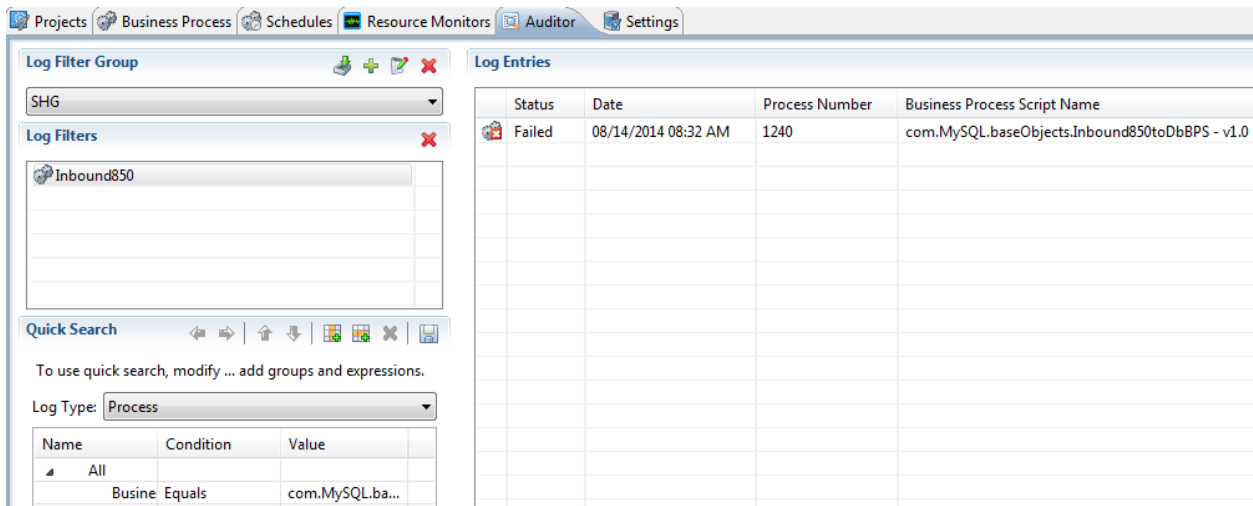 Projects Business Process Schedules Resource Monitors Auditor Settings
Log Filter Group
SHG
Log Filters
Inbound850
Quick Search
To use quick search, modify ... add groups and expressions.
Log Type: Process
Name Condition Value
All
Busine Equals com.MySQL.ba...
Log Entries
Status Date Process Number Business Process Script Name
Failed 08/14/2014 08:32 AM 1240 com.MySQL.baseObjects.Inbound850toDbBPS - v1.0